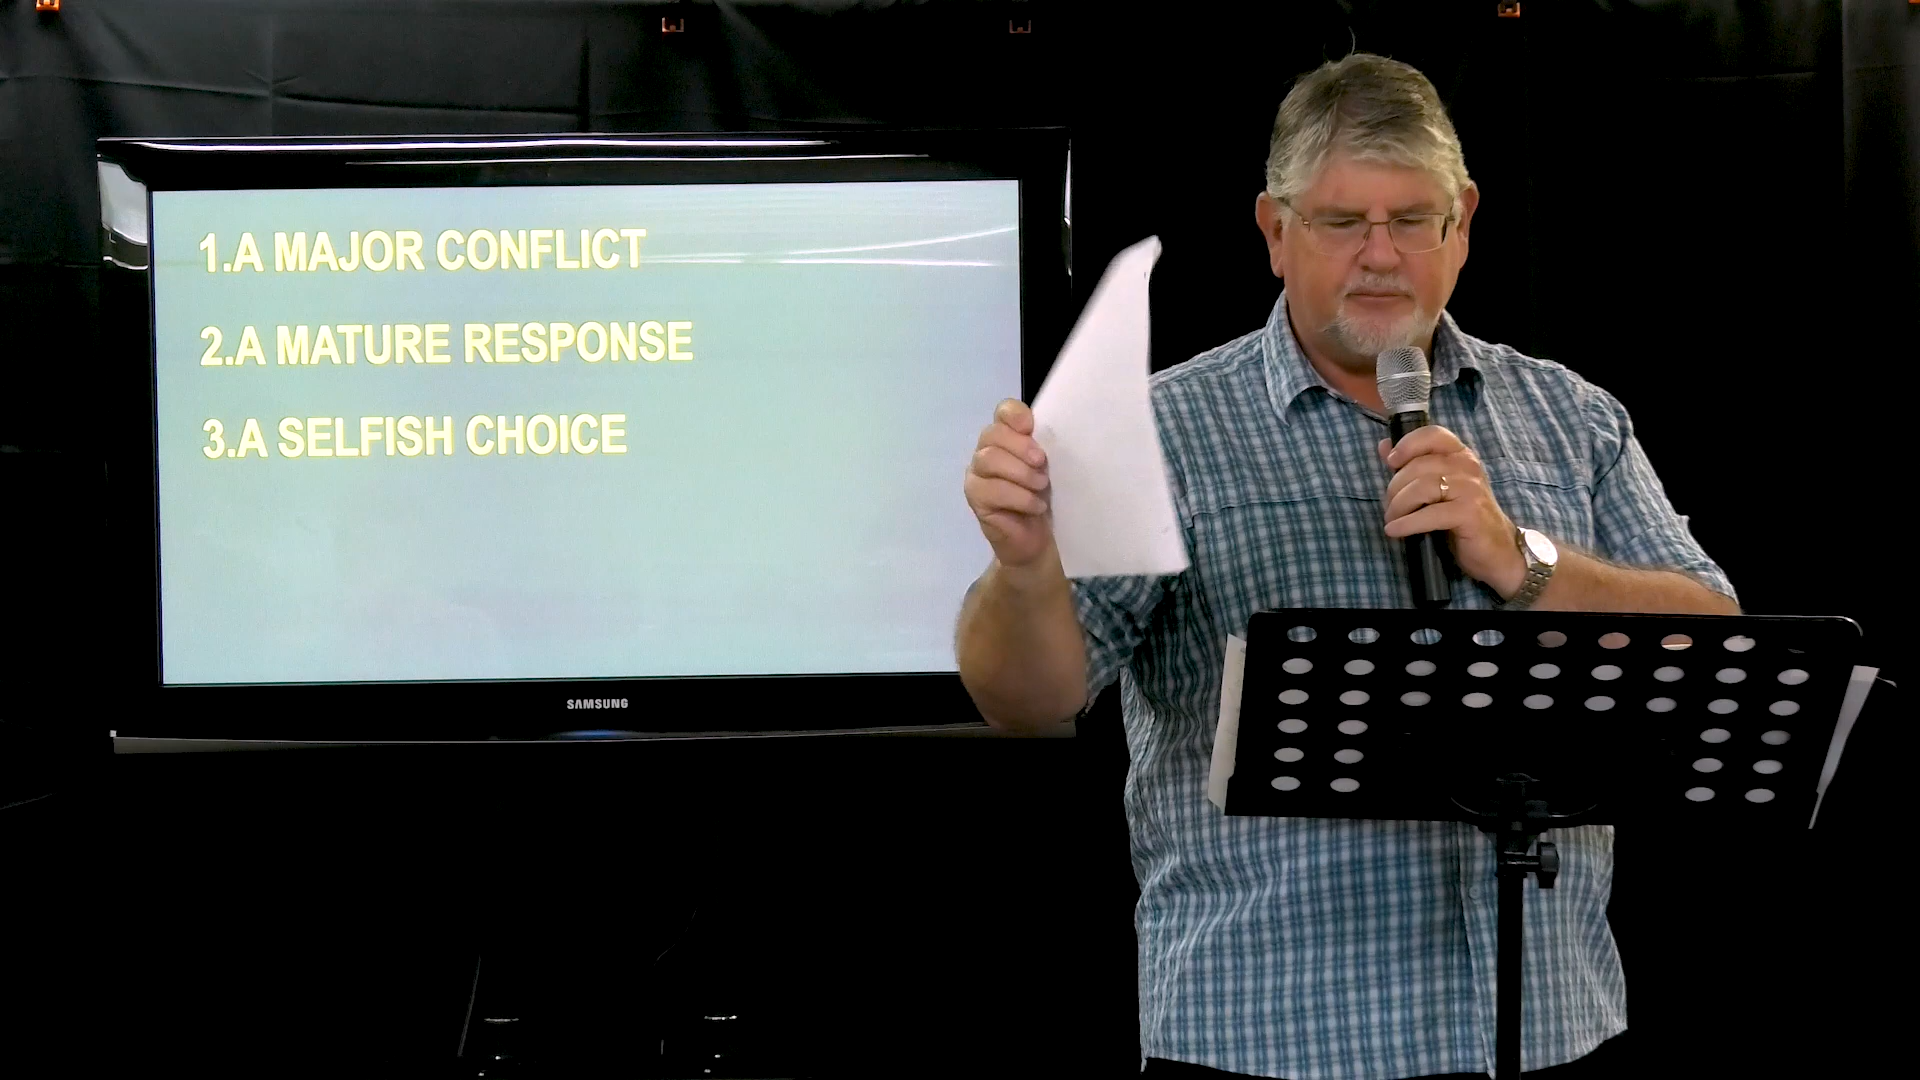 1.A MAJOR CONFLICT
2.A MATURE RESPONSE
3.A SELFISH CHOICE
SAMSUNG